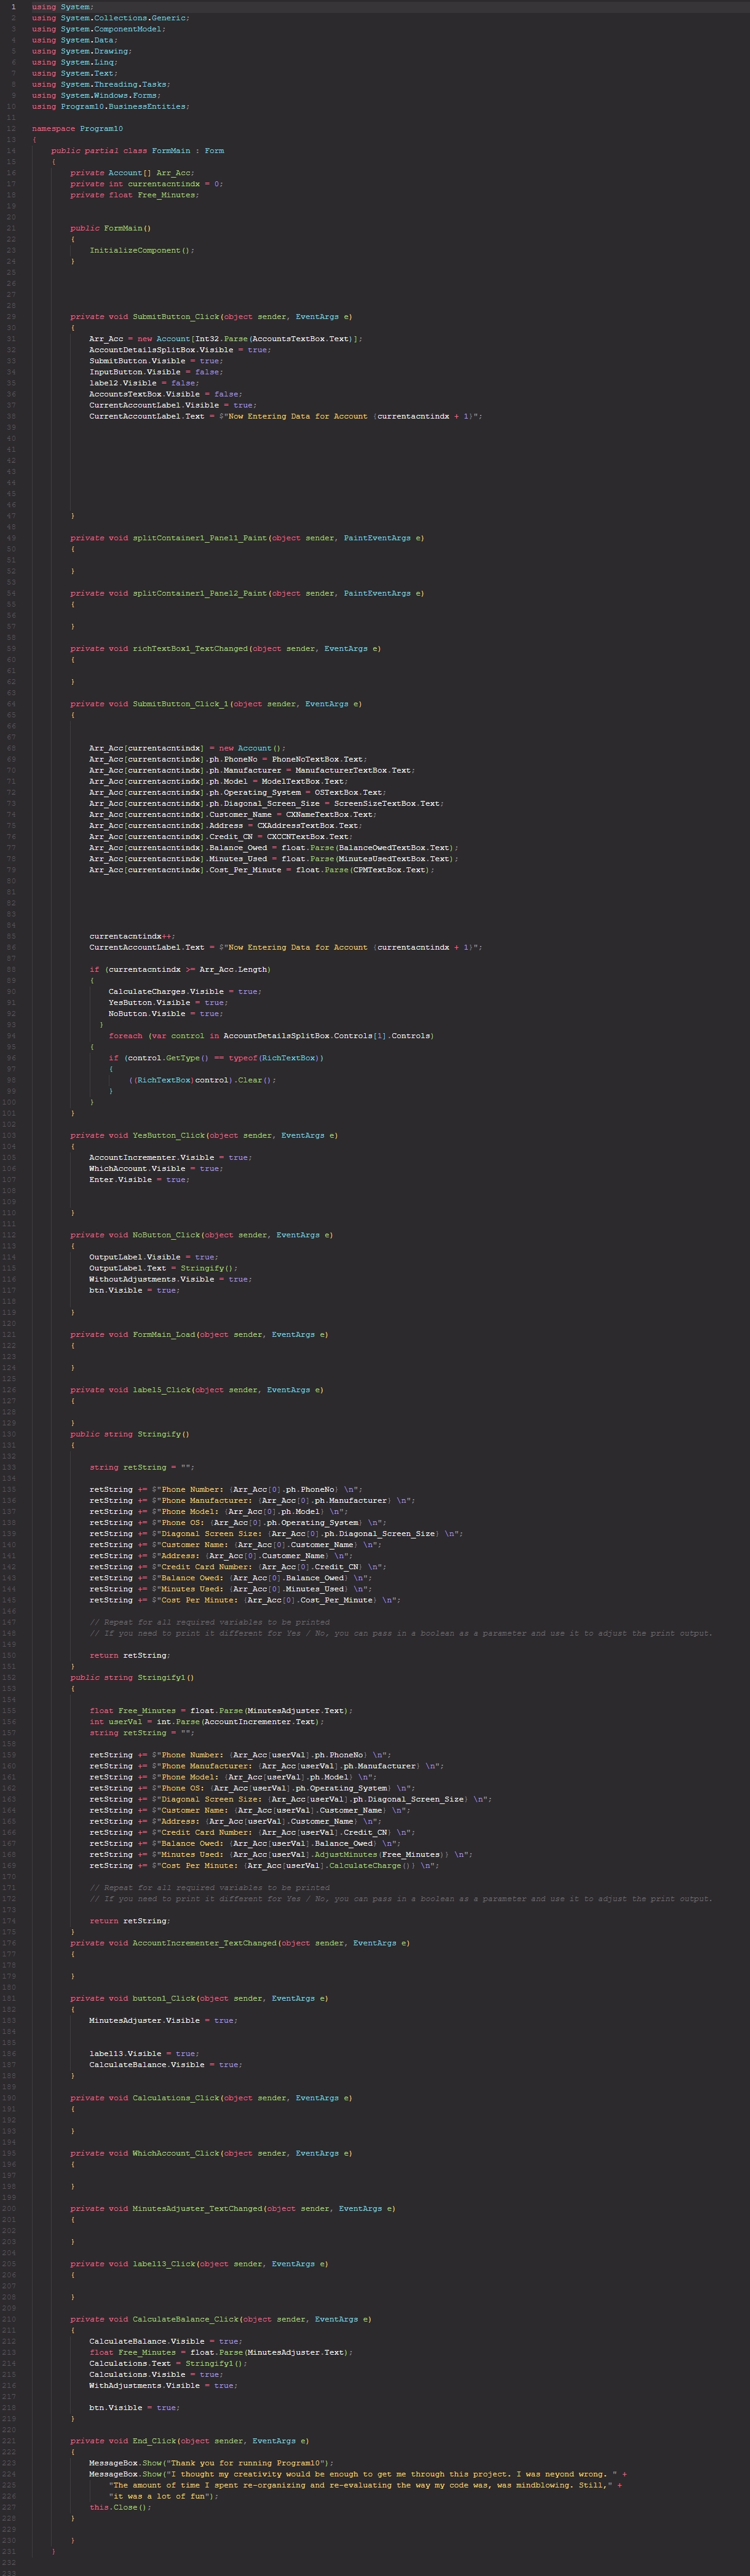 1 using System;
2 using System.Collections.Generic;
3 using System.ComponentModel;
4 using System.Data;
5 using System.Drawing;
6 using System.Linq;
7 using System.Text;
8 using System.Threading.Tasks;
9 using System.Windows.Forms;
10 using Program10.BusinessEntities;
11
12 namespace Program10
13 {
14 public partial class FormMain : Form
15 {
16 private Account[] Arr_Acc;
17 private int currentacntindx = 0;
18 private float Free_Minutes;
19
20
21 public FormMain()
22 {
23 InitializeComponent();
24 }
25
26
27
28
29 private void SubmitButton_Click(object sender, EventArgs e)
30 {
31 Arr_Acc = new Account[Int32.Parse(AccountsTextBox.Text)];
32 AccountDetailsSplitBox.Visible = true;
33 SubmitButton.Visible = true;
34 InputButton.Visible = false;
35 label2.Visible = false;
36 AccountsTextBox.Visible = false;
37 CurrentAccountLabel.Visible = true;
38 CurrentAccountLabel.Text = $"Now Entering Data for Account {currentacntindx + 1}";
39
40
41
42
43
44
45
46
47 }
48
49 private void splitContainer1_Panel1_Paint(object sender, PaintEventArgs e)
50 {
51
52 }
53
54 private void splitContainer1_Panel2_Paint(object sender, PaintEventArgs e)
55 {
56
57 }
58
59 private void richTextBox1_TextChanged(object sender, EventArgs e)
60 {
61
62 }
63
64 private void SubmitButton_Click_1(object sender, EventArgs e)
65 {
66
67
68 Arr_Acc[currentacntindx] = new Account();
69 Arr_Acc[currentacntindx].ph.PhoneNo = PhoneNoTextBox.Text;
70 Arr_Acc[currentacntindx].ph.Manufacturer = ManufacturerTextBox.Text;
71 Arr_Acc[currentacntindx].ph.Model = ModelTextBox.Text;
72 Arr_Acc[currentacntindx].ph.Operating_System = OSTextBox.Text;
73 Arr_Acc[currentacntindx].ph.Diagonal_Screen_Size = ScreenSizeTextBox.Text;
74 Arr_Acc[currentacntindx].Customer_Name = CXNameTextBox.Text;
75 Arr_Acc[currentacntindx].Address = CXAddressTextBox.Text;
76 Arr_Acc[currentacntindx].Credit_CN = CXCCNTextBox.Text;
77 Arr_Acc[currentacntindx].Balance_Owed = float.Parse(BalanceOwedTextBox.Text);
78 Arr_Acc[currentacntindx].Minutes_Used = float.Parse(MinutesUsedTextBox.Text);
79 Arr_Acc[currentacntindx].Cost_Per_Minute = float.Parse(CPMTextBox.Text);
80
81
82
83
84
85 currentacntindx++;
86 CurrentAccountLabel.Text = $"Now Entering Data for Account {currentacntindx + 1}";
87
88 if (currentacntindx >= Arr_Acc.Length)
89 {
90 CalculateCharges.Visible = true;
91 YesButton.Visible = true;
92 NoButton.Visible = true;
93 }
94 foreach (var control in AccountDetailsSplitBox.Controls[1].Controls)
95 {
96 if (control.GetType() == typeof(RichTextBox))
97 {
98 ((RichTextBox)control).Clear();
99 }
100 }
101 }
102
103 private void YesButton_Click(object sender, EventArgs e)
104 {
105 AccountIncrementer.Visible = true;
106 WhichAccount.Visible = true;
107 Enter.Visible = true;
108
109
110 }
111
112 private void NoButton_Click(object sender, EventArgs e)
113 {
114 OutputLabel.Visible = true;
115 OutputLabel.Text = Stringify();
116 WithoutAdjustments.Visible = true;
117 btn.Visible = true;
118
119 }
120
121 private void FormMain_Load(object sender, EventArgs e)
122 {
123
124 }
125
126 private void label5_Click(object sender, EventArgs e)
127 {
128
129 }
130 public string Stringify()
131 {
132
133 string retString = "";
134
135 retString += $"Phone Number: {Arr_Acc[0].ph.PhoneNo} \n";
136 retString += $"Phone Manufacturer: {Arr_Acc[0].ph.Manufacturer} \n";
137 retString += $"Phone Model: {Arr_Acc[0].ph.Model} \n";
138 retString += $"Phone OS: {Arr_Acc[0].ph.Operating_System} \n";
139 retString += $"Diagonal Screen Size: {Arr_Acc[0].ph.Diagonal_Screen_Size} \n";
140 retString += $"Customer Name: {Arr_Acc[0].Customer_Name} \n";
141 retString += $"Address: {Arr_Acc[0].Customer_Name} \n";
142 retString += $"Credit Card Number: {Arr_Acc[0].Credit_CN} \n";
143 retString += $"Balance Owed: {Arr_Acc[0].Balance_Owed} \n";
144 retString += $"Minutes Used: {Arr_Acc[0].Minutes_Used} \n";
145 retString += $"Cost Per Minute: {Arr_Acc[0].Cost_Per_Minute} \n";
146
147 // Repeat for all required variables to be printed
148 // If you need to print it different for Yes / No, you can pass in a boolean as a parameter and use it to adjust the print output.
149
150 return retString;
151 }
152 public string Stringify1()
153 {
154
155 float Free_Minutes = float.Parse(MinutesAdjuster.Text);
156 int userVal = int.Parse(AccountIncrementer.Text);
157 string retString = "";
158
159 retString += $"Phone Number: {Arr_Acc[userVal].ph.PhoneNo} \n";
160 retString += $"Phone Manufacturer: {Arr_Acc[userVal].ph.Manufacturer} \n";
161 retString += $"Phone Model: {Arr_Acc[userVal].ph.Model} \n";
162 retString += $"Phone OS: {Arr_Acc[userVal].ph.Operating_System} \n";
163 retString += $"Diagonal Screen Size: {Arr_Acc[userVal].ph.Diagonal_Screen_Size} \n";
164 retString += $"Customer Name: {Arr_Acc[userVal].Customer_Name} \n";
165 retString += $"Address: {Arr_Acc[userVal].Customer_Name} \n";
166 retString += $"Credit Card Number: {Arr_Acc[userVal].Credit_CN} \n";
167 retString += $"Balance Owed: {Arr_Acc[userVal].Balance_Owed} \n";
168 retString += $"Minutes Used: {Arr_Acc[userVal].AdjustMinutes(Free_Minutes)} \n";
169 retString += $"Cost Per Minute: {Arr_Acc[userVal].CalculateCharge()} \n";
170
171 // Repeat for all required variables to be printed
172 // If you need to print it different for Yes / No, you can pass in a boolean as a parameter and use it to adjust the print output.
173
174 return retString;
175 }
176 private void AccountIncrementer_TextChanged(object sender, EventArgs e)
177 {
178
179 }
180
181 private void button1_Click(object sender, EventArgs e)
182 {
183 MinutesAdjuster.Visible = true;
184
185
186 label13.Visible = true;
187 CalculateBalance.Visible = true;
188 }
189
190 private void Calculations_Click(object sender, EventArgs e)
191 {
192
193 }
194
195 private void WhichAccount_Click(object sender, EventArgs e)
196 {
197
198 }
199
200 private void MinutesAdjuster_TextChanged(object sender, EventArgs e)
201 {
202
203 }
204
205 private void label13_Click(object sender, EventArgs e)
206 {
207
208 }
209
210 private void CalculateBalance_Click(object sender, EventArgs e)
211 {
212 CalculateBalance.Visible = true;
213 float Free_Minutes = float.Parse(MinutesAdjuster.Text);
214 Calculations.Text = Stringify1();
215 Calculations.Visible = true;
216 WithAdjustments.Visible = true;
217
218 btn.Visible = true;
219 }
220
221 private void End_Click(object sender, EventArgs e)
222 {
223 MessageBox.Show("Thank you for running Program10");
224 MessageBox.Show("I thought my creativity would be enough to get me through this project. I was neyond wrong. " +
225 "The amount of time I spent re-organizing and re-evaluating the way my code was, was mindblowing. Still," +
226 "it was a lot of fun");
227 this.Close();
228 }
229
230 }
231 }
232
233